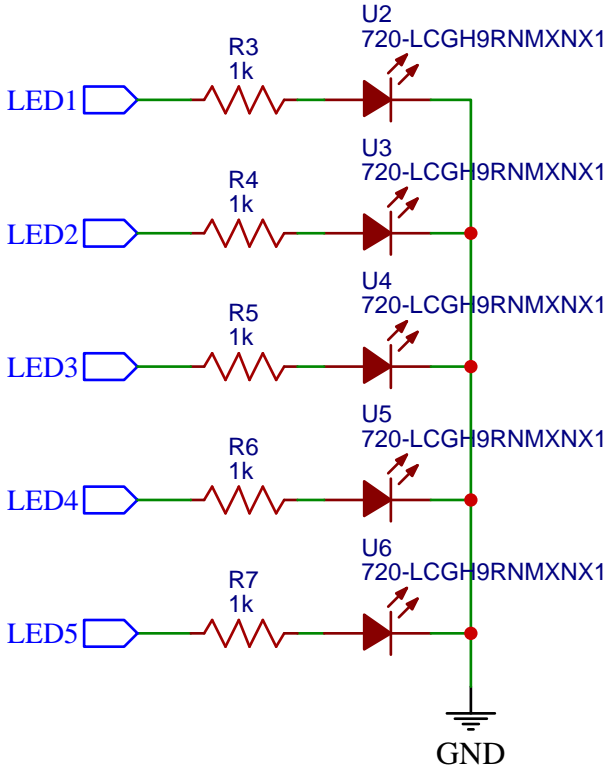 U2
720-LCGH9RNMXNX1
R3
1k
LED1
U3
720-LCGH9RNMXNX1
R4
1k
LED2
U4
720-LCGH9RNMXNX1
R5
1k
LED3
U5
720-LCGH9RNMXNX1
R6
1k
LED4
U6
720-LCGH9RNMXNX1
R7
1k
LED5
GND